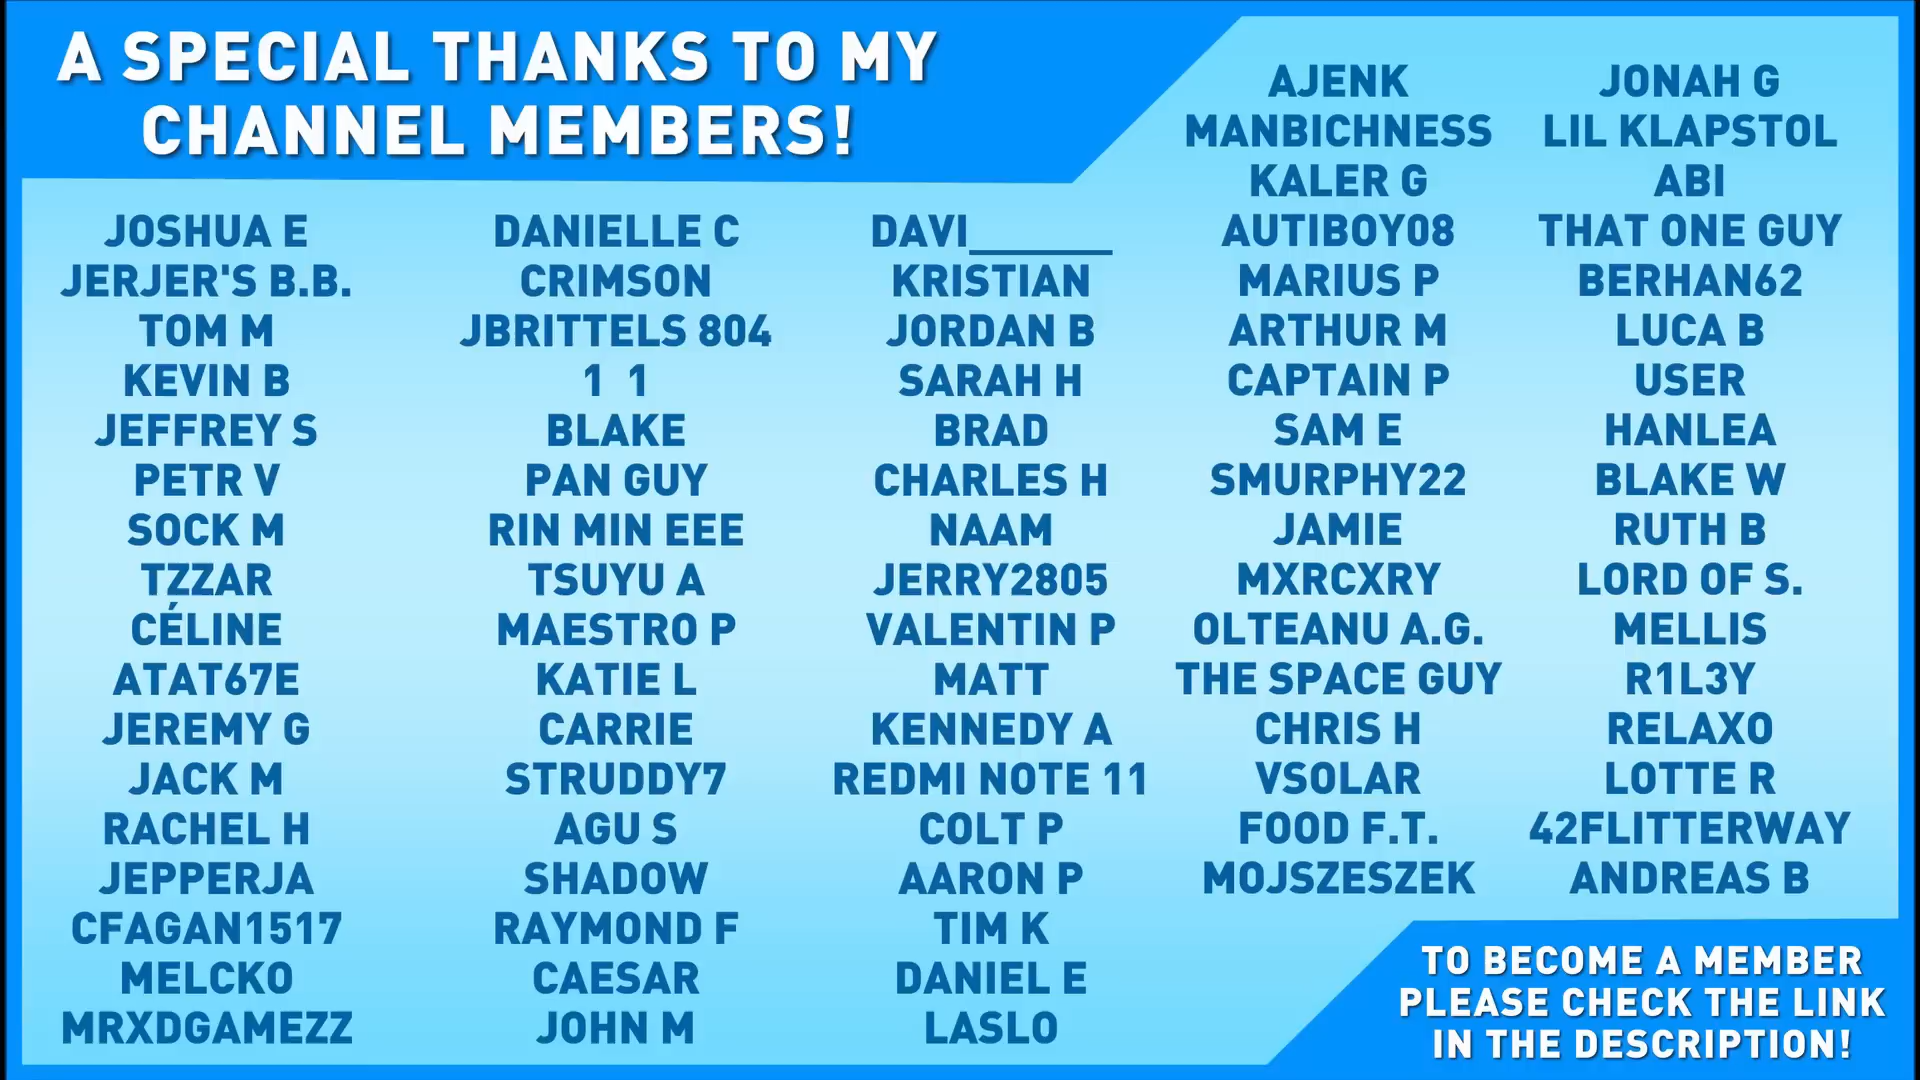 A SPECIAL THANKS TO MY
CHANNEL MEMBERS!
JOSHUA E
JERJER'S B.B.
TOM M
KEVIN B
JEFFREY S
PETR V
SOCK M
TZZAR
CÉLINE
ATAT67E
JEREMY G
JACK M
RACHEL H
JEPPERJA
CFAGAN1517
MELCKO
MRXDGAMEZZ
DANIELLE C
CRIMSON
JBRITTELS 804
1 1
BLAKE
PAN GUY
RIN MIN EEE
TSUYU A
MAESTRO P
KATIE L
CARRIE
STRUDDY7
AGU S
SHADOW
RAYMOND F
CAESAR
JOHN M
DAVI______
KRISTIAN
JORDAN B
SARAH H
BRAD
CHARLES H
NAAM
JERRY2805
VALENTIN P
MATT
KENNEDY A
REDMI NOTE 11
COLT P
AARON P
TIM K
DANIEL E
LASLO
AJENK
MANBICHNESS
KALER G
AUTIBOY08
MARIUS P
ARTHUR M
CAPTAIN P
SAM E
SMURPHY22
JAMIE
MXRCXRY
OLTEANU A.G.
THE SPACE GUY
CHRIS H
VSOLAR
FOOD F.T.
MOJSZESZEK
JONAH G
LIL KLAPSTOL
ABI
THAT ONE GUY
BERHAN62
LUCA B
USER
HANLEA
BLAKE W
RUTH B
LORD OF S.
MELLIS
R1L3Y
RELAXO
LOTTE R
42FLITTERWAY
ANDREAS B
TO BECOME A MEMBER
PLEASE CHECK THE LINK
IN THE DESCRIPTION!